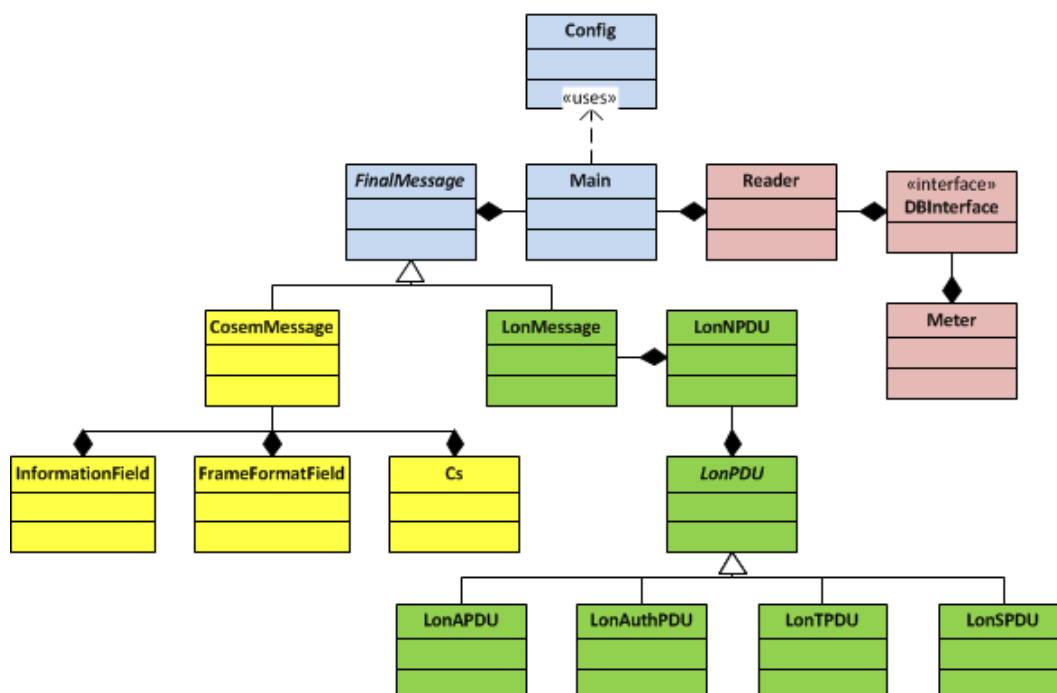 Config
«uses»
FinalMessage
Main
Reader
«interface»
DBInterface
CosemMessage
LonMessage
LonNPDU
Meter
InformationField
FrameFormatField
Cs
LonPDU
LonAPDU
LonAuthPDU
LonTPDU
LonSPDU